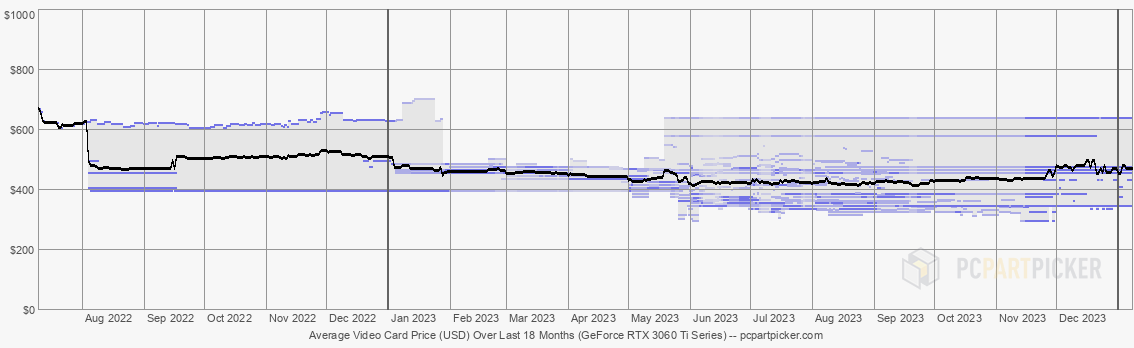 $1000
$800
$600
$400
$200
$0
PCPARTPICKER
Aug 2022 Sep 2022 Oct 2022 Nov 2022 Dec 2022 Jan 2023 Feb 2023 Mar 2023 Apr 2023 May 2023 Jun 2023 Jul 2023 Aug 2023 Sep 2023 Oct 2023 Nov 2023 Dec 2023
Average Video Card Price (USD) Over Last 18 Months (GeForce RTX 3060 Ti Series) -- pcpartpicker.com